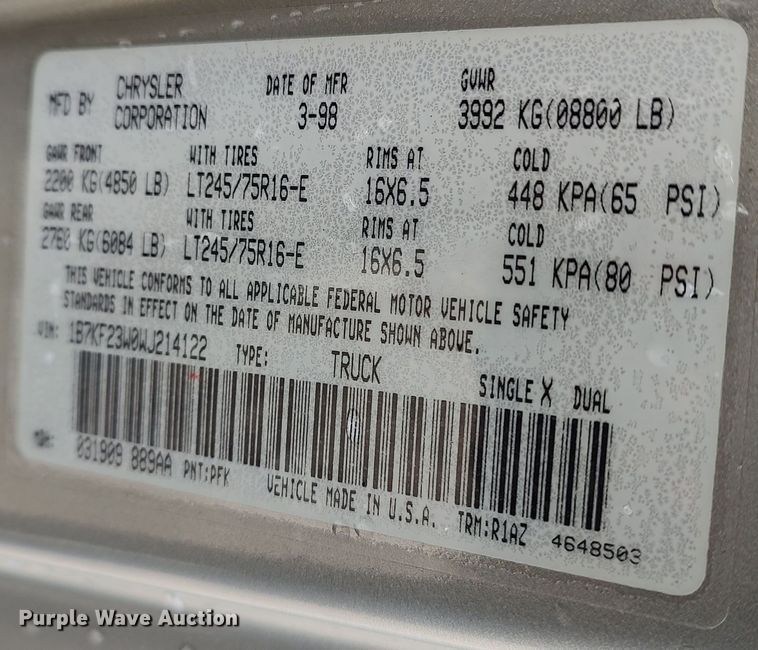 MFD BY CHRYSLER CORPORATION DATE OF MFR 3-98 GVWR 3992 KG(08800 LB)
GAWR FRONT WITH TIRES RIMS AT COLD
2200 KG(4850 LB) LT245/75R16-E 16X6.5 448 KPA(65 PSI)
GAWR REAR WITH TIRES RIMS AT COLD
2760 KG(6084 LB) LT245/75R16-E 16X6.5 551 KPA(80 PSI)
THIS VEHICLE CONFORMS TO ALL APPLICABLE FEDERAL MOTOR VEHICLE SAFETY
STANDARDS IN EFFECT ON THE DATE OF MANUFACTURE SHOWN ABOVE.
VIN: 1B7KF23W0WJ214122 TYPE: TRUCK SINGLE X DUAL
MDH: 031909 889AA PNT:PFK VEHICLE MADE IN U.S.A. TRM:R1AZ 4648503
Purple Wave Auction